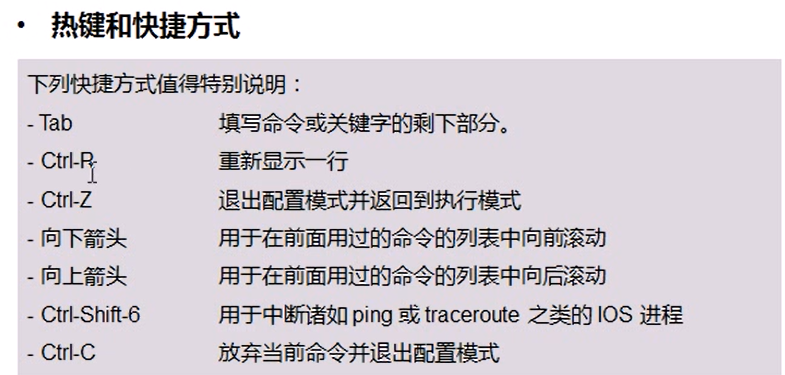 • 热键和快捷方式
下列快捷方式值得特别说明：
- Tab 填写命令或关键字的剩下部分。
- Ctrl-R 重新显示一行
- Ctrl-Z 退出配置模式并返回到执行模式
- 向下箭头 用于在前面用过的命令的列表中向前滚动
- 向上箭头 用于在前面用过的命令的列表中向后滚动
- Ctrl-Shift-6 用于中断诸如 ping 或 traceroute 之类的 IOS 进程
- Ctrl-C 放弃当前命令并退出配置模式